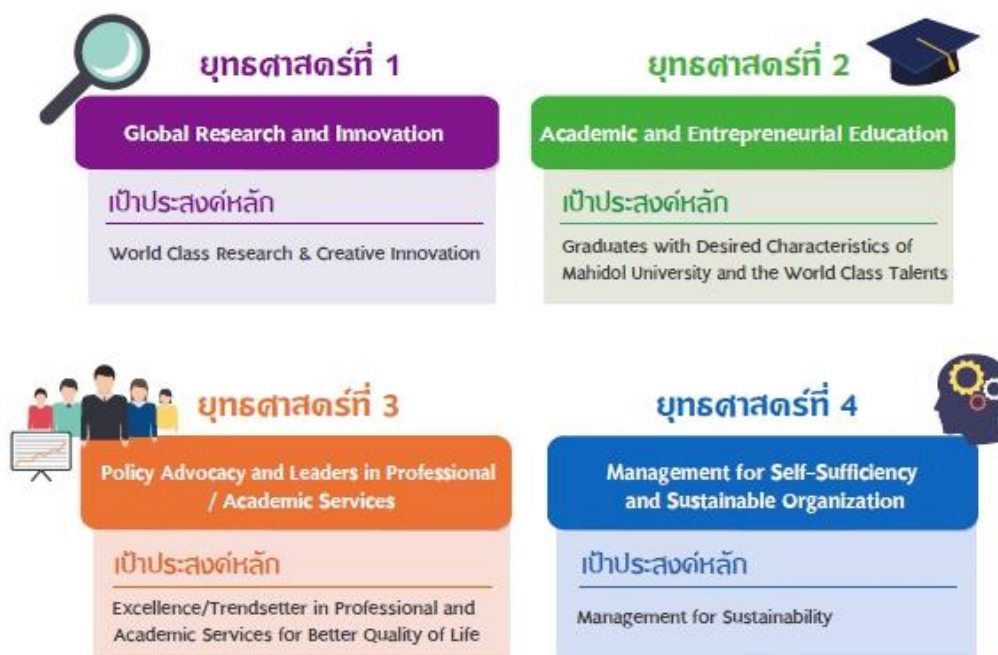 ยุทธศาสตร์ที่ 1
Global Research and Innovation
เป้าประสงค์หลัก
World Class Research & Creative Innovation
ยุทธศาสตร์ที่ 2
Academic and Entrepreneurial Education
เป้าประสงค์หลัก
Graduates with Desired Characteristics of
Mahidol University and the World Class Talents
ยุทธศาสตร์ที่ 3
Policy Advocacy and Leaders in Professional
/ Academic Services
เป้าประสงค์หลัก
Excellence/Trendsetter in Professional and
Academic Services for Better Quality of Life
ยุทธศาสตร์ที่ 4
Management for Self-Sufficiency
and Sustainable Organization
เป้าประสงค์หลัก
Management for Sustainability